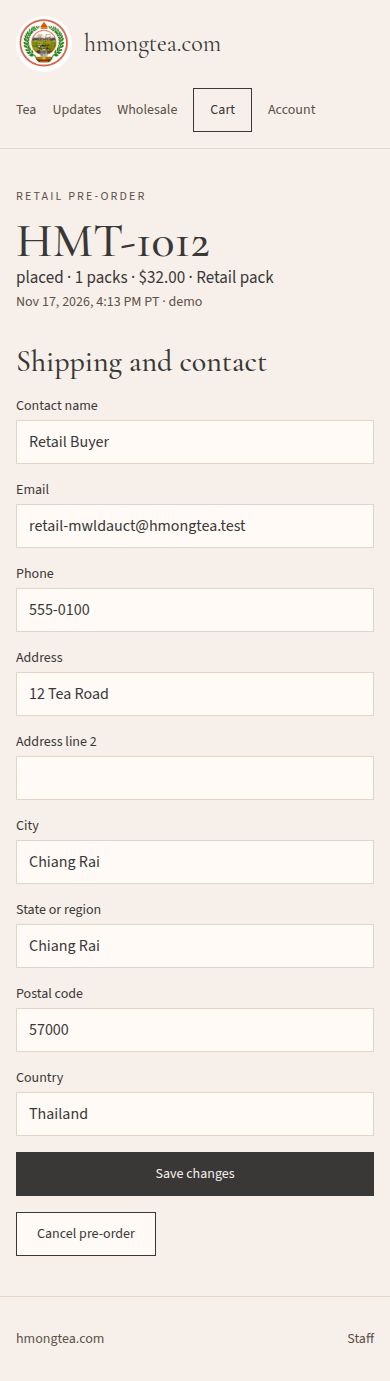 hmongtea.com
Tea Updates Wholesale Cart Account
RETAIL PRE-ORDER
HMT-1012
placed · 1 packs · $32.00 · Retail pack
Nov 17, 2026, 4:13 PM PT · demo
Shipping and contact
Contact name
Retail Buyer
Email
retail-mwldauct@hmongtea.test
Phone
555-0100
Address
12 Tea Road
Address line 2
City
Chiang Rai
State or region
Chiang Rai
Postal code
57000
Country
Thailand
Save changes
Cancel pre-order
hmongtea.com Staff